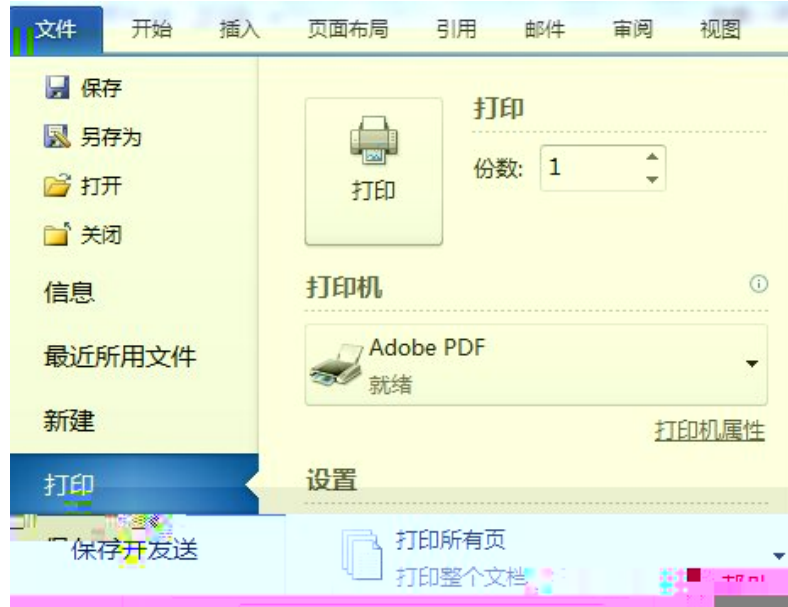 文件 开始 插入 页面布局 引用 邮件 审阅 视图
保存
另存为
打开
关闭
信息
最近所用文件
新建
打印
保存并发送
打印
打印
份数: 1
打印机
Adobe PDF
就绪
打印机属性
设置
打印所有页
打印整个文档